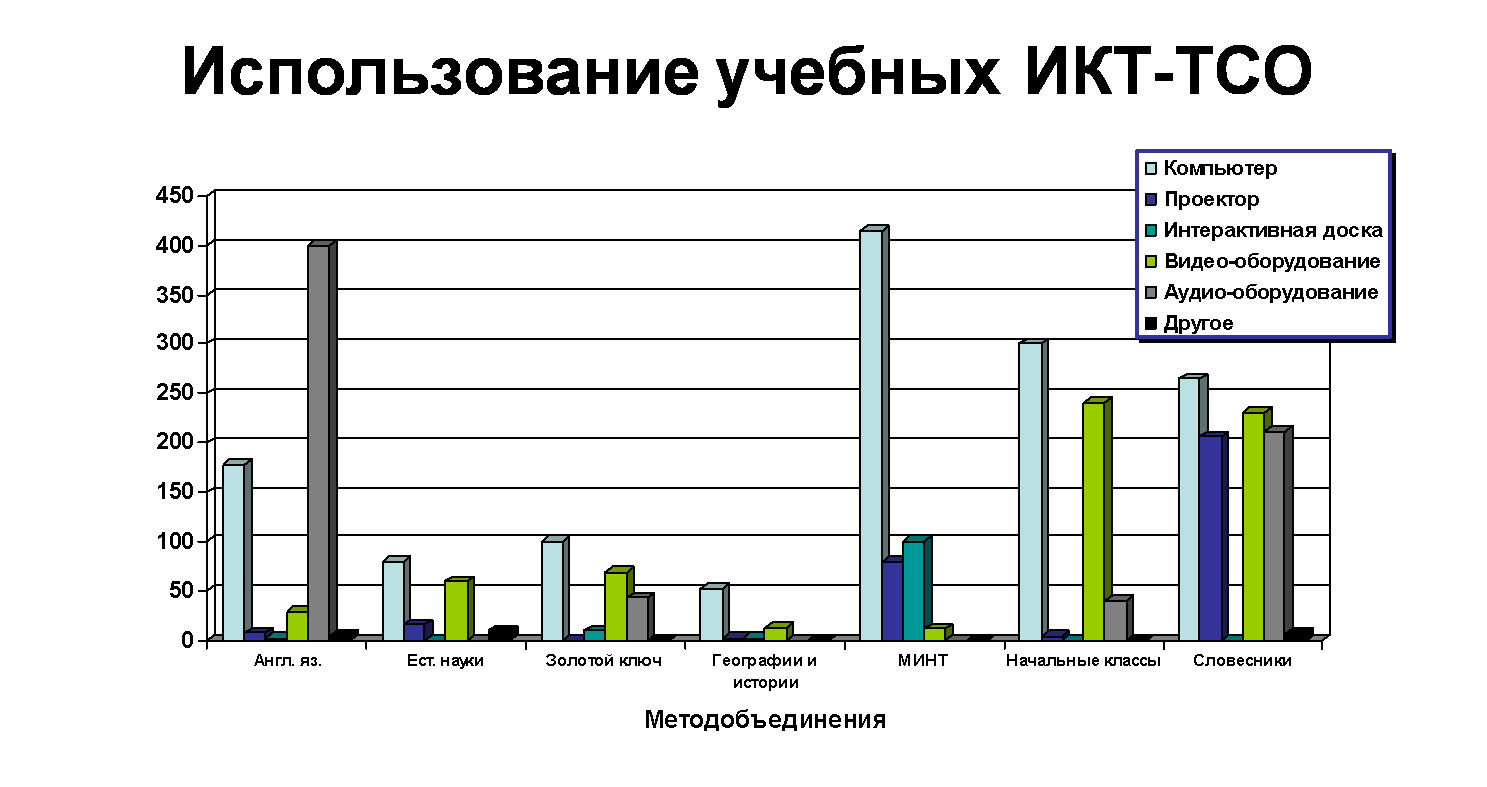 Использование учебных ИКТ-ТСО
Компьютер
Проектор
Интерактивная доска
Видео-оборудование
Аудио-оборудование
Другое
450
400
350
300
250
200
150
100
50
0
Англ. яз.
Ест. науки
Золотой ключ
Географии и
истории
МИНТ
Начальные классы
Словесники
Методобъединения